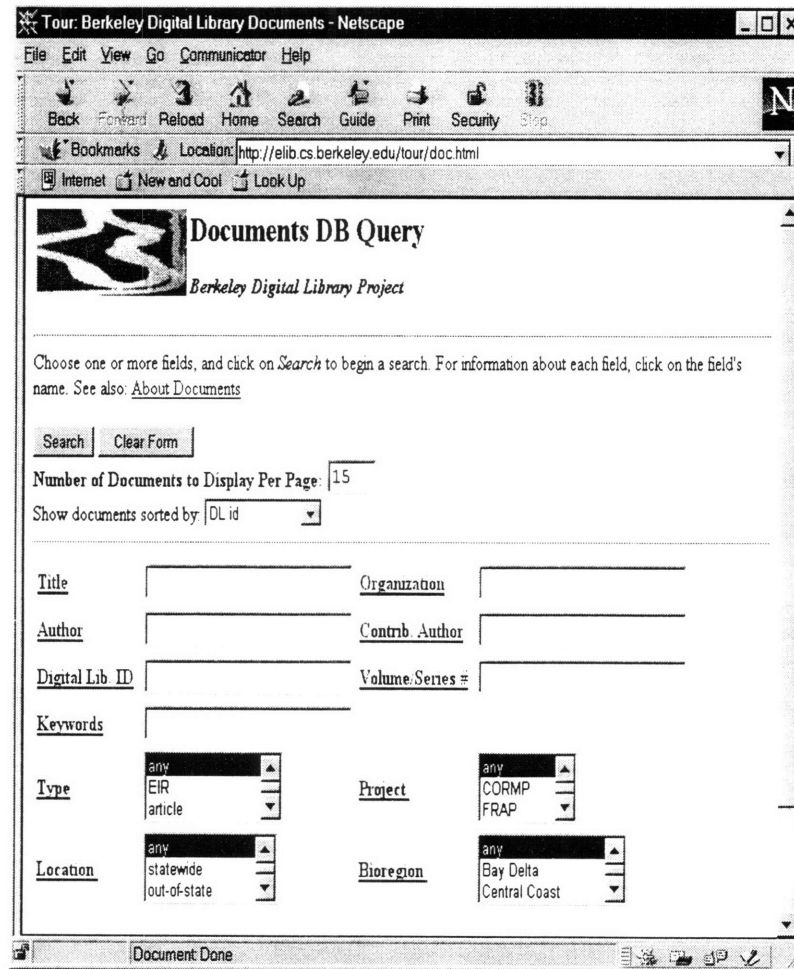 Tour: Berkeley Digital Library Documents - Netscape
File Edit View Go Communicator Help
Back Forward Reload Home Search Guide Print Security Stop
N
Bookmarks Location: http://elib.cs.berkeley.edu/tour/doc.html
Internet New and Cool Look Up
Documents DB Query
Berkeley Digital Library Project
Choose one or more fields, and click on Search to begin a search. For information about each field, click on the field's
name. See also: About Documents
Search Clear Form
Number of Documents to Display Per Page: 15
Show documents sorted by: DL id
Title Organization
Author Contrib. Author
Digital Lib. ID Volume/Series #
Keywords
Type any EIR article Project any CORMP FRAP
Location any statewide out-of-state Bioregion any Bay Delta Central Coast
Document: Done